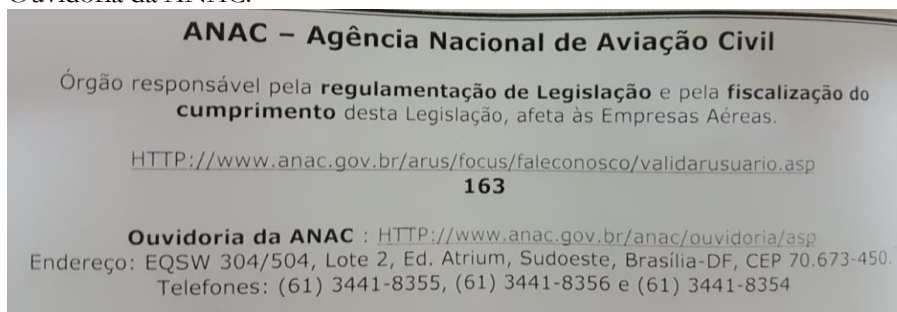 Ouvidoria da ANAC.
ANAC – Agência Nacional de Aviação Civil
Órgão responsável pela regulamentação de Legislação e pela fiscalização do
cumprimento desta Legislação, afeta às Empresas Aéreas.
HTTP://www.anac.gov.br/arus/focus/faleconosco/validarusuario.asp
163
Ouvidoria da ANAC : HTTP://www.anac.gov.br/anac/ouvidoria/asp
Endereço: EQSW 304/504, Lote 2, Ed. Atrium, Sudoeste, Brasília-DF, CEP 70.673-450.
Telefones: (61) 3441-8355, (61) 3441-8356 e (61) 3441-8354